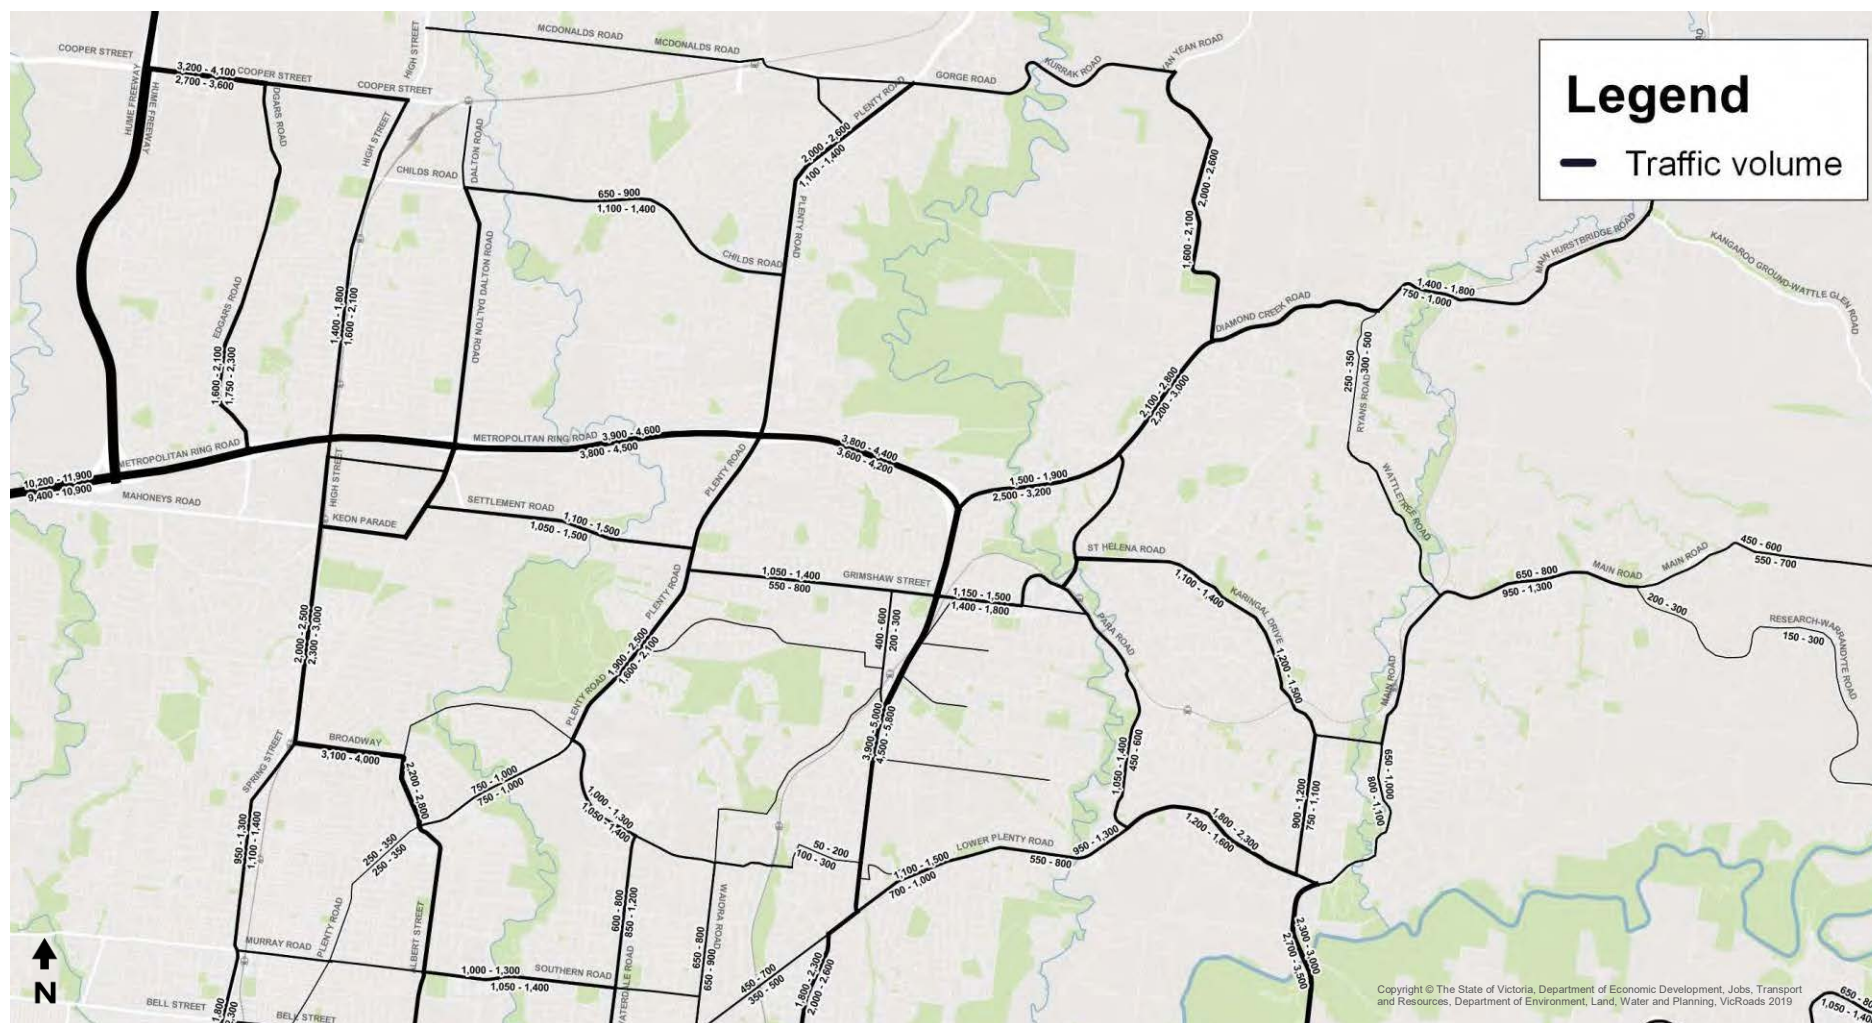 Legend
Traffic volume
MCDONALDS ROAD
MCDONALDS ROAD
HIGH STREET
COOPER STREET
3,200 - 4,100
COOPER STREET
2,700 - 3,600
COOPER STREET
HUME FREEWAY
HUME FREEWAY
HIGH STREET
DALTON ROAD
CHILDS ROAD
PLENTY ROAD
GORGE ROAD
KURRAK ROAD
YAN YEAN ROAD
2,000 - 2,600
1,100 - 1,400
650 - 900
1,100 - 1,400
CHILDS ROAD
PLENTY ROAD
2,000 - 2,600
1,600 - 2,100
MAIN HURSTBRIDGE ROAD
KANGAROO GROUND-WATTLE GLEN ROAD
1,400 - 1,800
750 - 1,000
DIAMOND CREEK ROAD
EDGARS ROAD
1,400 - 1,800
1,600 - 2,100
DALTON ROAD
DALTON ROAD
1,600 - 2,100
1,750 - 2,300
250 - 350
300 - 500
RYANS ROAD
2,100 - 2,800
2,200 - 3,000
METROPOLITAN RING ROAD
METROPOLITAN RING ROAD
3,900 - 4,600
3,800 - 4,500
3,800 - 4,400
3,600 - 4,200
10,200 - 11,900
9,400 - 10,900
MAHONEYS ROAD
HIGH STREET
PLENTY ROAD
1,500 - 1,900
2,500 - 3,200
WATTLETREE ROAD
SETTLEMENT ROAD
1,100 - 1,500
1,050 - 1,500
KEON PARADE
ST HELENA ROAD
1,050 - 1,400
550 - 800
GRIMSHAW STREET
1,150 - 1,500
1,400 - 1,800
1,100 - 1,400
KARINGAL DRIVE
1,200 - 1,500
650 - 800
950 - 1,300
MAIN ROAD
MAIN ROAD
450 - 600
550 - 700
200 - 300
RESEARCH-WARRANDYTE ROAD
150 - 300
PLENTY ROAD
400 - 600
200 - 300
PARA ROAD
2,000 - 2,500
2,300 - 3,000
1,900 - 2,500
1,600 - 2,100
PLENTY ROAD
MAIN ROAD
3,900 - 5,000
4,500 - 5,800
SPRING STREET
BROADWAY
3,100 - 4,000
2,200 - 2,800
750 - 1,000
750 - 1,000
1,050 - 1,400
450 - 600
650 - 1,000
800 - 1,100
900 - 1,200
750 - 1,100
950 - 1,300
1,100 - 1,400
1,000 - 1,300
1,050 - 1,400
250 - 350
250 - 350
50 - 200
100 - 300
1,100 - 1,500
700 - 1,000
LOWER PLENTY ROAD
550 - 800
950 - 1,300
1,800 - 2,300
1,200 - 1,600
PLENTY ROAD
ALBERT STREET
600 - 800
850 - 1,200
WAIORA ROAD
650 - 800
650 - 900
MURRAY ROAD
1,000 - 1,300
SOUTHERN ROAD
1,050 - 1,400
450 - 700
350 - 500
1,800 - 2,300
2,000 - 2,600
2,300 - 3,000
2,700 - 3,500
N
BELL STREET
BELL STREET
Copyright © The State of Victoria, Department of Economic Development, Jobs, Transport
and Resources, Department of Environment, Land, Water and Planning, VicRoads 2019